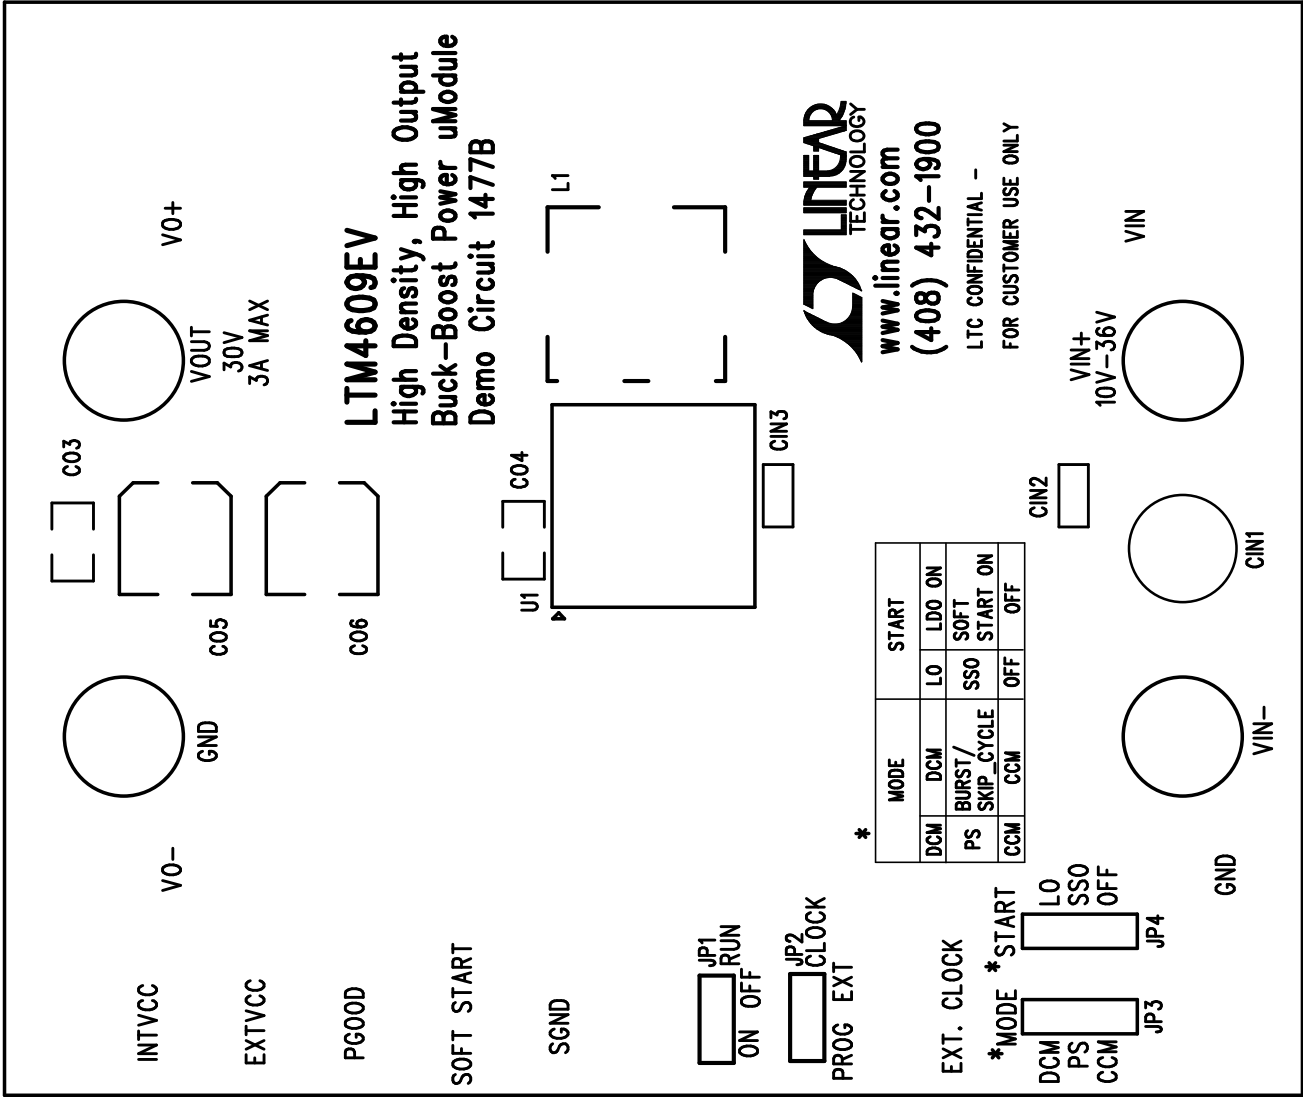 LTM4609EV
High Density, High Output
Buck-Boost Power uModule
Demo Circuit 1477B
VO+
VOUT
30V
3A MAX
CO3
CO5
CO6
GND
VO-
INTVCC
EXTVCC
PGOOD
SOFT START
SGND
CO4
U1
L1
CIN3
LINEAR
TECHNOLOGY
www.linear.com
(408) 432-1900
LTC CONFIDENTIAL -
FOR CUSTOMER USE ONLY
VIN
VIN+
10V-36V
CIN2
CIN1
VIN-
GND
*
MODE START
DCM DCM LO LDO ON
PS BURST/
SKIP_CYCLE SSO SOFT
START ON
CCM CCM OFF OFF
JP1
RUN
ON OFF
JP2
CLOCK
PROG EXT
EXT. CLOCK
*MODE
DCM
PS
CCM
JP3
*START
LO
SSO
OFF
JP4